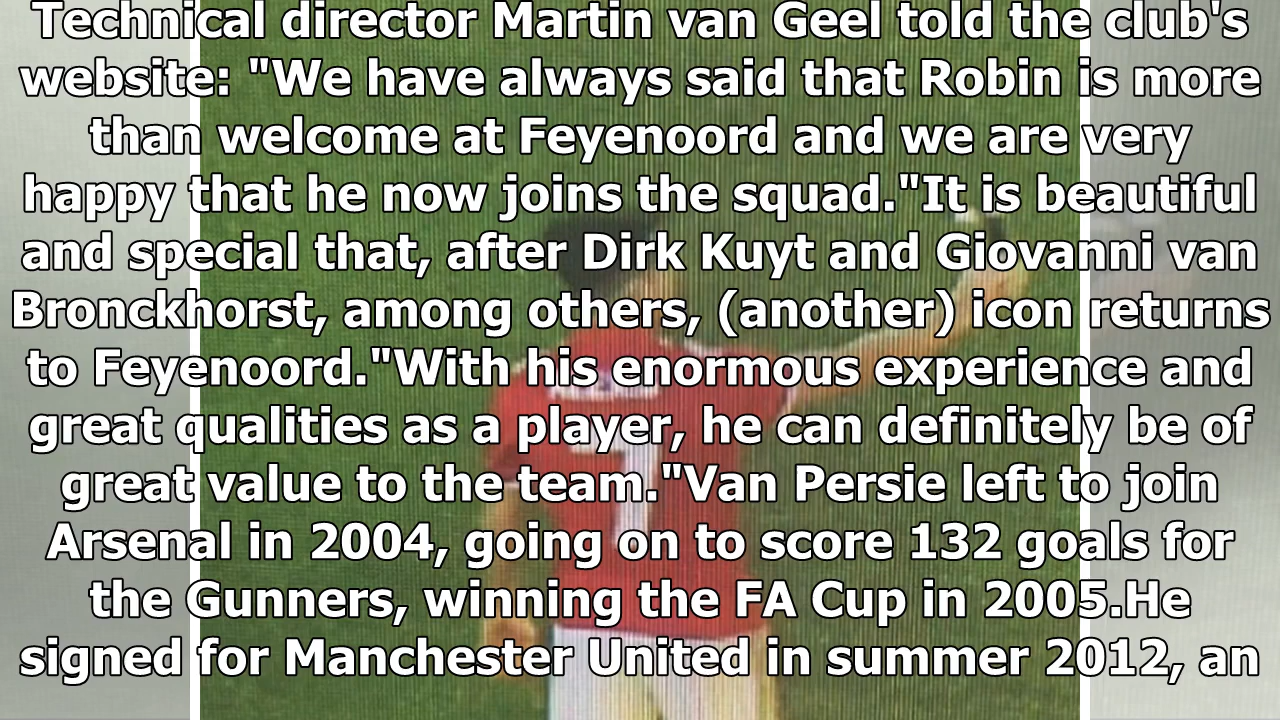 Technical director Martin van Geel told the club's
website: "We have always said that Robin is more
than welcome at Feyenoord and we are very
happy that he now joins the squad."It is beautiful
and special that, after Dirk Kuyt and Giovanni van
Bronckhorst, among others, (another) icon returns
to Feyenoord."With his enormous experience and
great qualities as a player, he can definitely be of
great value to the team."Van Persie left to join
Arsenal in 2004, going on to score 132 goals for
the Gunners, winning the FA Cup in 2005.He
signed for Manchester United in summer 2012, an